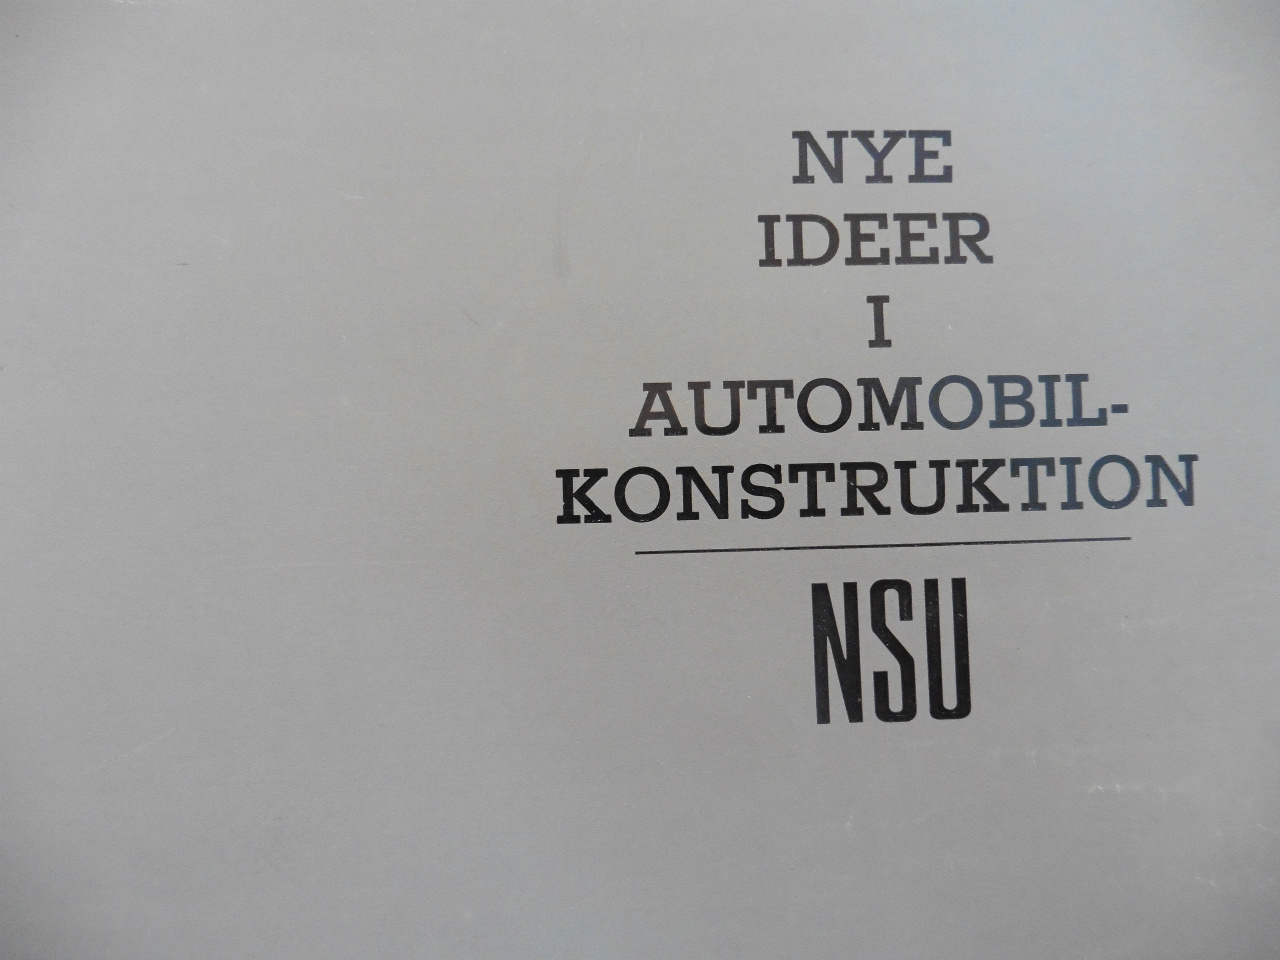 NYE
IDEER
I
AUTOMOBIL-
KONSTRUKTION
NSU